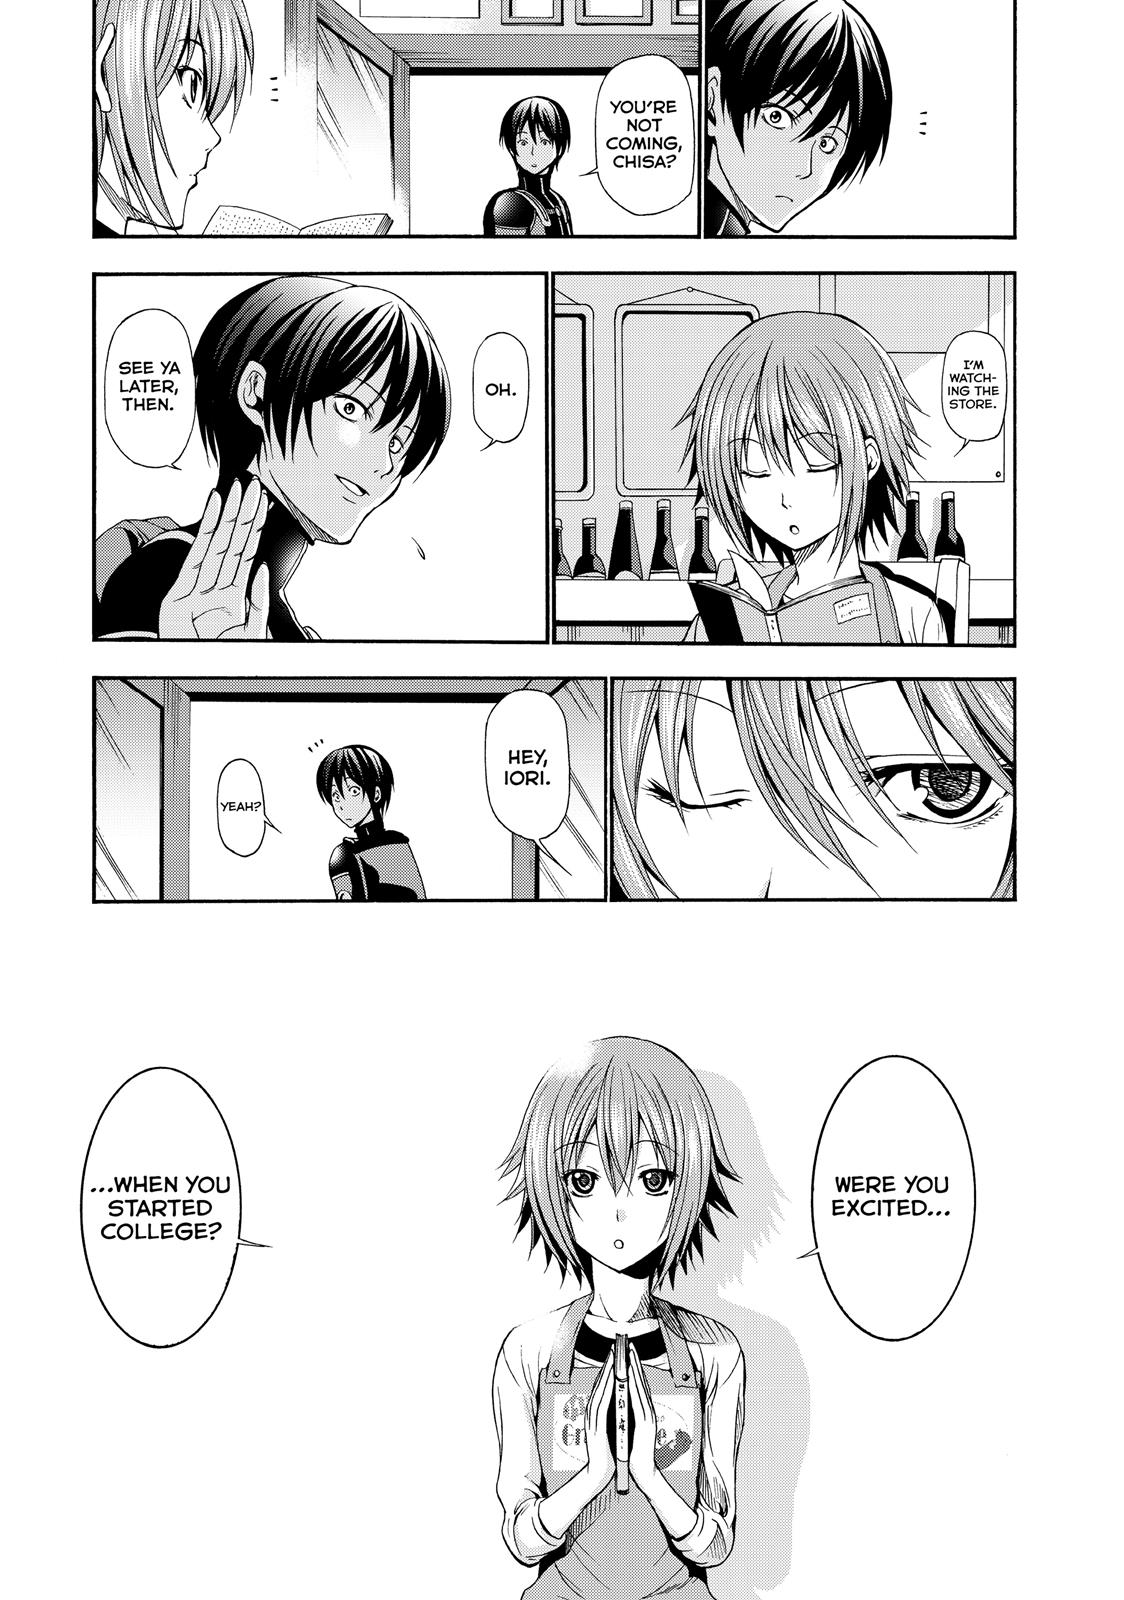 YOU'RE
NOT
COMING,
CHISA?
I'M
WATCH-
ING THE
STORE.
OH.
SEE YA
LATER,
THEN.
HEY,
IORI.
YEAH?
WERE YOU
EXCITED...
...WHEN YOU
STARTED
COLLEGE?